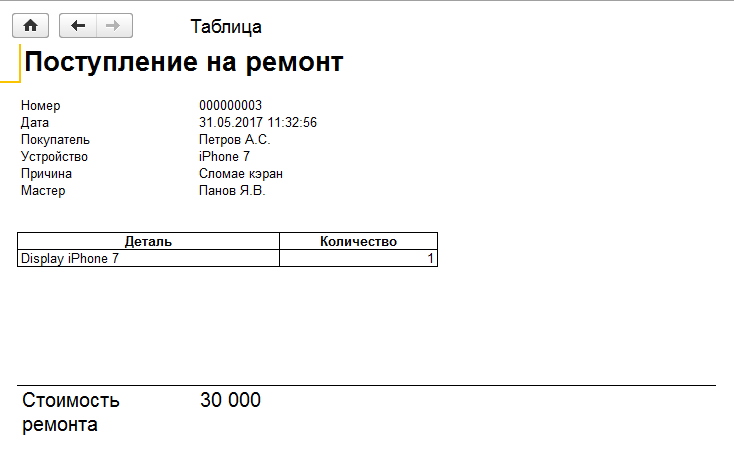 Таблица
Поступление на ремонт
Номер 000000003
Дата 31.05.2017 11:32:56
Покупатель Петров А.С.
Устройство iPhone 7
Причина Сломае кэран
Мастер Панов Я.В.
Деталь Количество
Display iPhone 7 1
Стоимость 30 000
ремонта